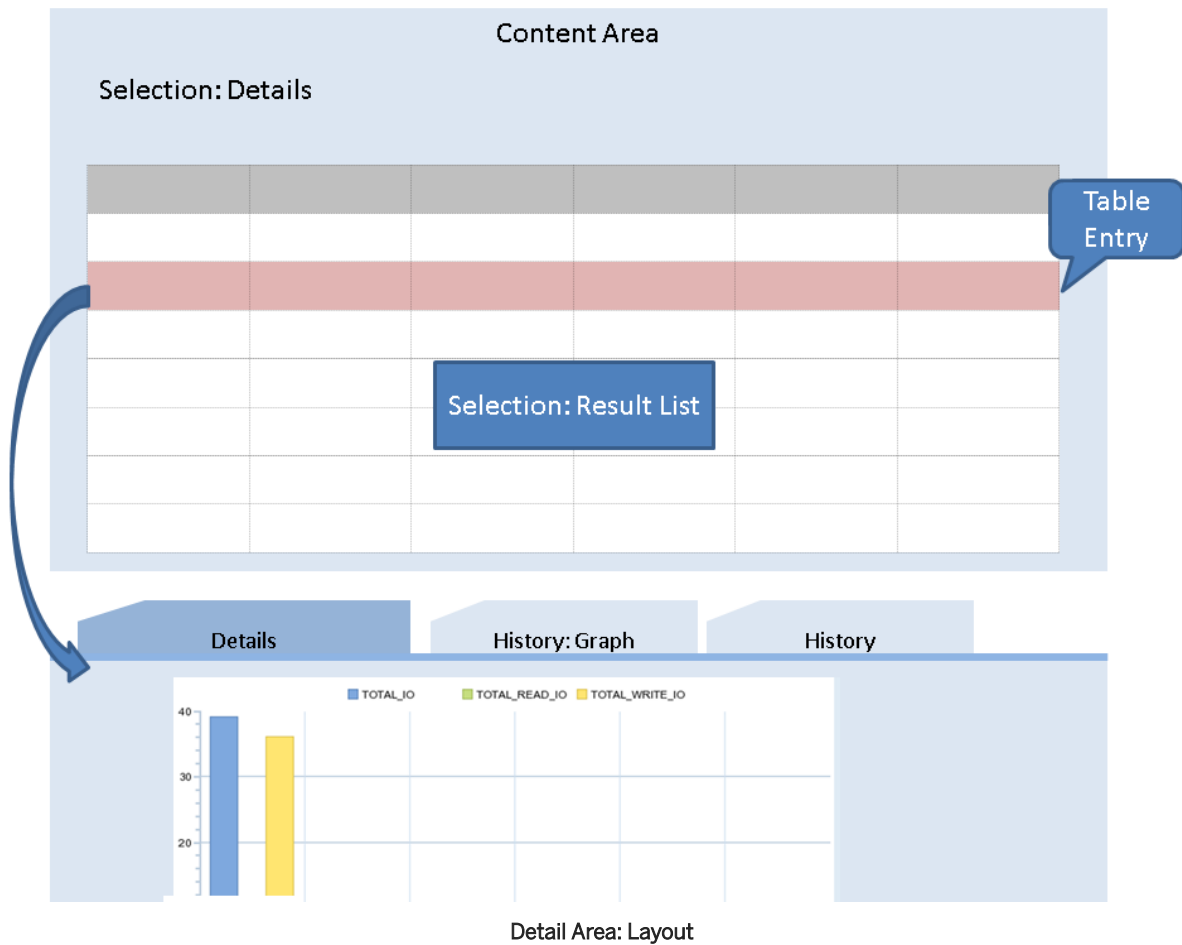 Content Area
Selection: Details
Table
Entry
Selection: Result List
Details
History: Graph
History
TOTAL_IO TOTAL_READ_IO TOTAL_WRITE_IO
40
30
20
Detail Area: Layout